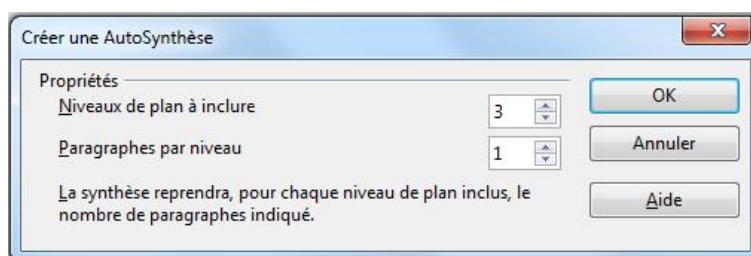 Créer une AutoSynthèse
Propriétés
Niveaux de plan à inclure
3
OK
Paragraphes par niveau
1
Annuler
La synthèse reprendra, pour chaque niveau de plan inclus, le
nombre de paragraphes indiqué.
Aide